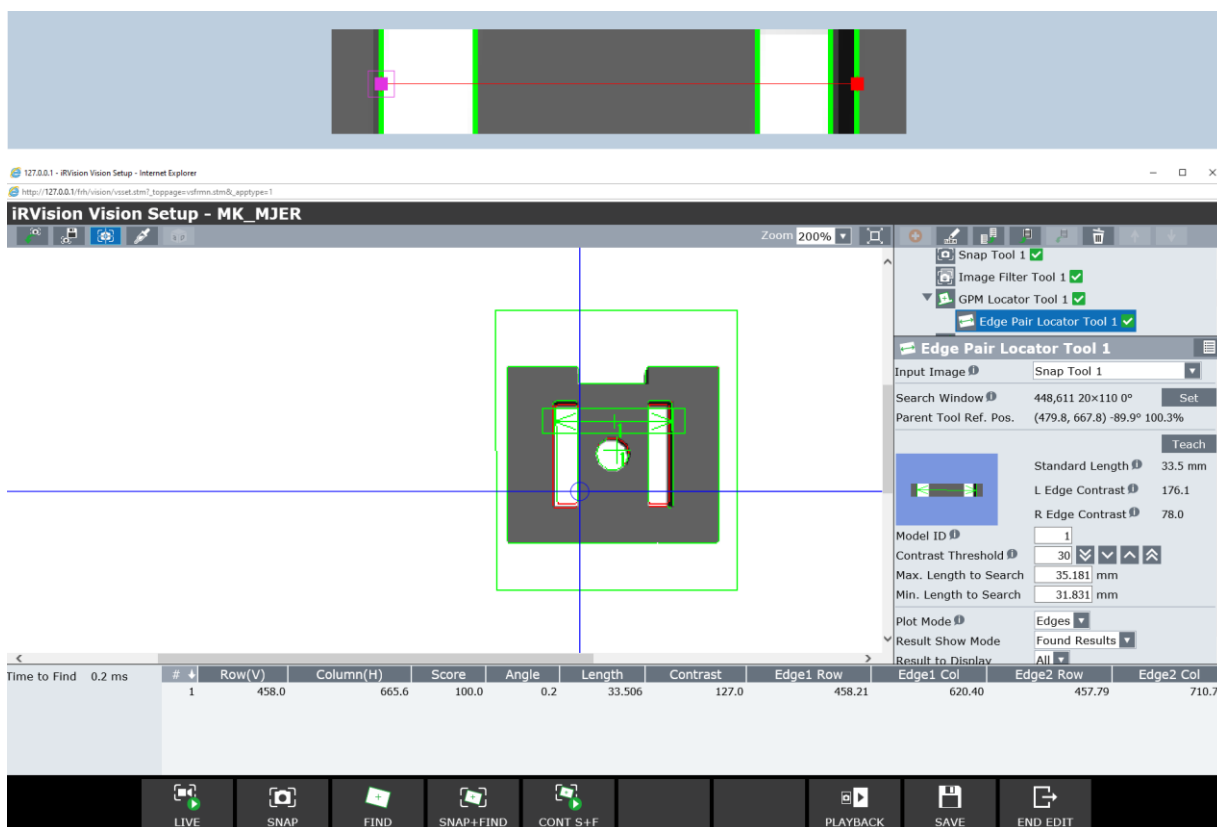 127.0.0.1 - iRVision Vision Setup - Internet Explorer
http://127.0.0.1/frh/vision/vsset.stm?_toppage=vsfrmn.stm&_apptype=1
iRVision Vision Setup - MK_MJER
Zoom 200%
Snap Tool 1
Image Filter Tool 1
GPM Locator Tool 1
Edge Pair Locator Tool 1
Edge Pair Locator Tool 1
Input Image Snap Tool 1
Search Window 448,611 20×110 0° Set
Parent Tool Ref. Pos. (479.8, 667.8) -89.9° 100.3%
Teach
Standard Length 33.5 mm
L Edge Contrast 176.1
R Edge Contrast 78.0
Model ID 1
Contrast Threshold 30
Max. Length to Search 35.181 mm
Min. Length to Search 31.831 mm
Plot Mode Edges
Result Show Mode Found Results
Result to Display All
Time to Find 0.2 ms
# Row(V) Column(H) Score Angle Length Contrast Edge1 Row Edge1 Col Edge2 Row Edge2 Col
1 458.0 665.6 100.0 0.2 33.506 127.0 458.21 620.40 457.79 710.7
LIVE SNAP FIND SNAP+FIND CONT S+F PLAYBACK SAVE END EDIT